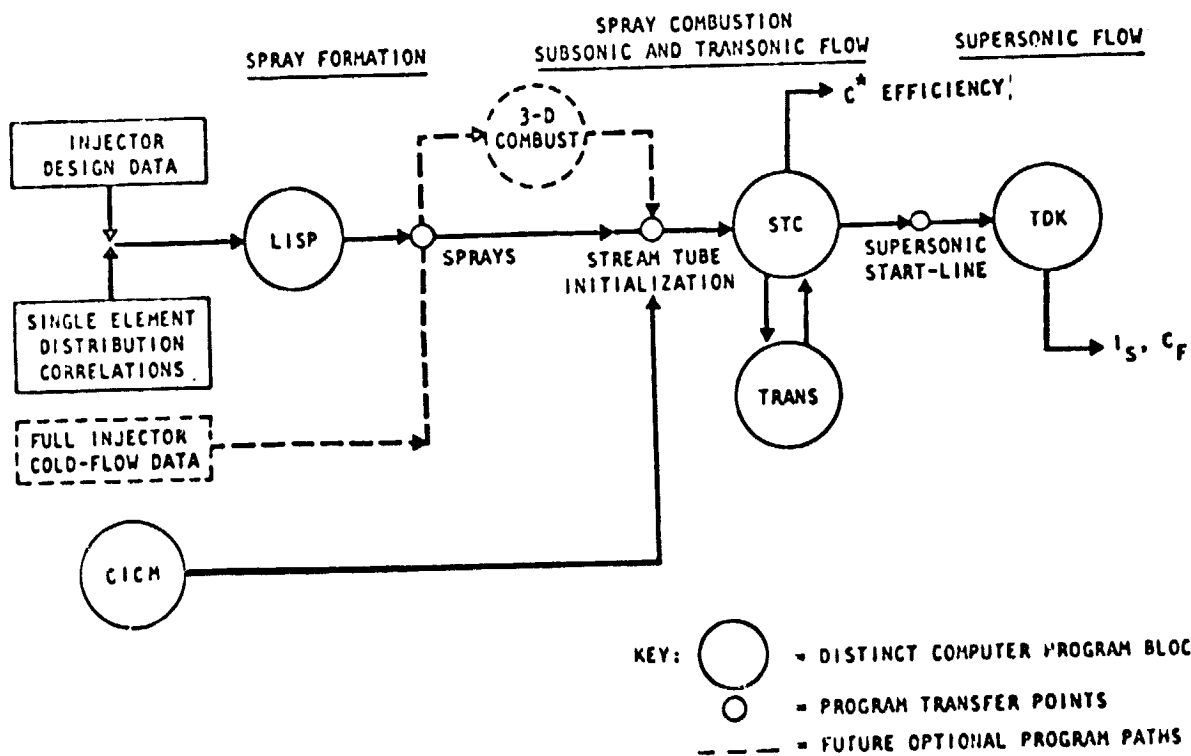 SPRAY FORMATION
SPRAY COMBUSTION
SUBSONIC AND TRANSONIC FLOW
SUPERSONIC FLOW
INJECTOR
DESIGN DATA
SINGLE ELEMENT
DISTRIBUTION
CORRELATIONS
FULL INJECTOR
COLD-FLOW DATA
LISP
3-D
COMBUST
SPRAYS
STREAM TUBE
INITIALIZATION
C* EFFICIENCY
STC
TRANS
SUPERSONIC
START-LINE
TDK
I_S, C_F
CICM
KEY:
= DISTINCT COMPUTER PROGRAM BLOC
= PROGRAM TRANSFER POINTS
= FUTURE OPTIONAL PROGRAM PATHS